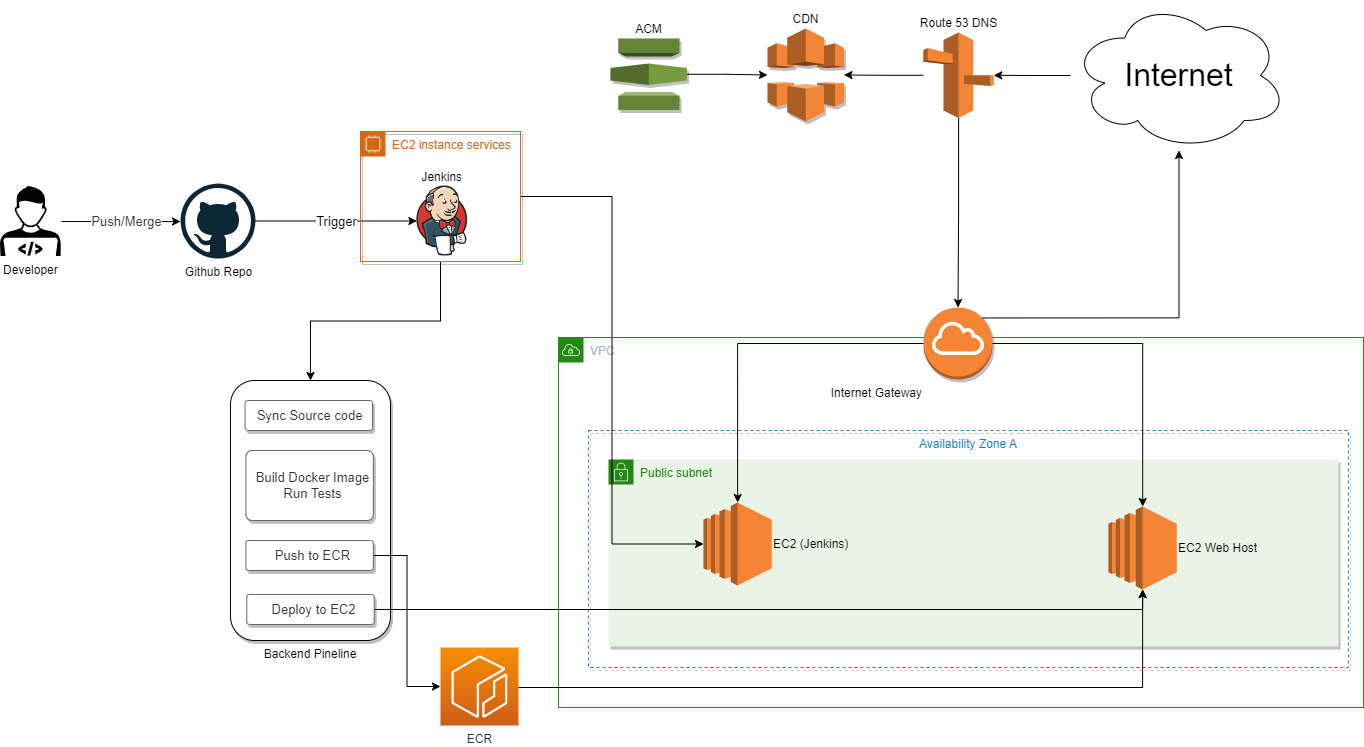 ACM
CDN
Route 53 DNS
Internet
EC2 instance services
Jenkins
Push/Merge
Trigger
Developer
Github Repo
VPC
Internet Gateway
Sync Source code
Availability Zone A
Public subnet
Build Docker Image
Run Tests
EC2 (Jenkins)
EC2 Web Host
Push to ECR
Deploy to EC2
Backend Pipeline
ECR